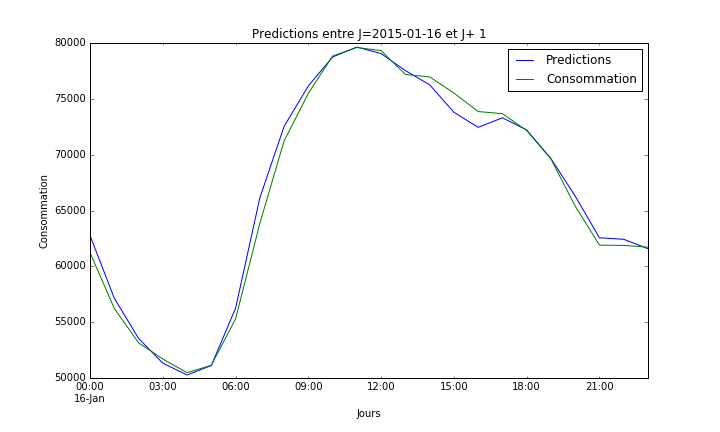 Predictions entre J=2015-01-16 et J+ 1
80000
75000
70000
65000
60000
55000
50000
Consommation
Predictions
Consommation
00:00
16-Jan
03:00
06:00
09:00
12:00
15:00
18:00
21:00
Jours